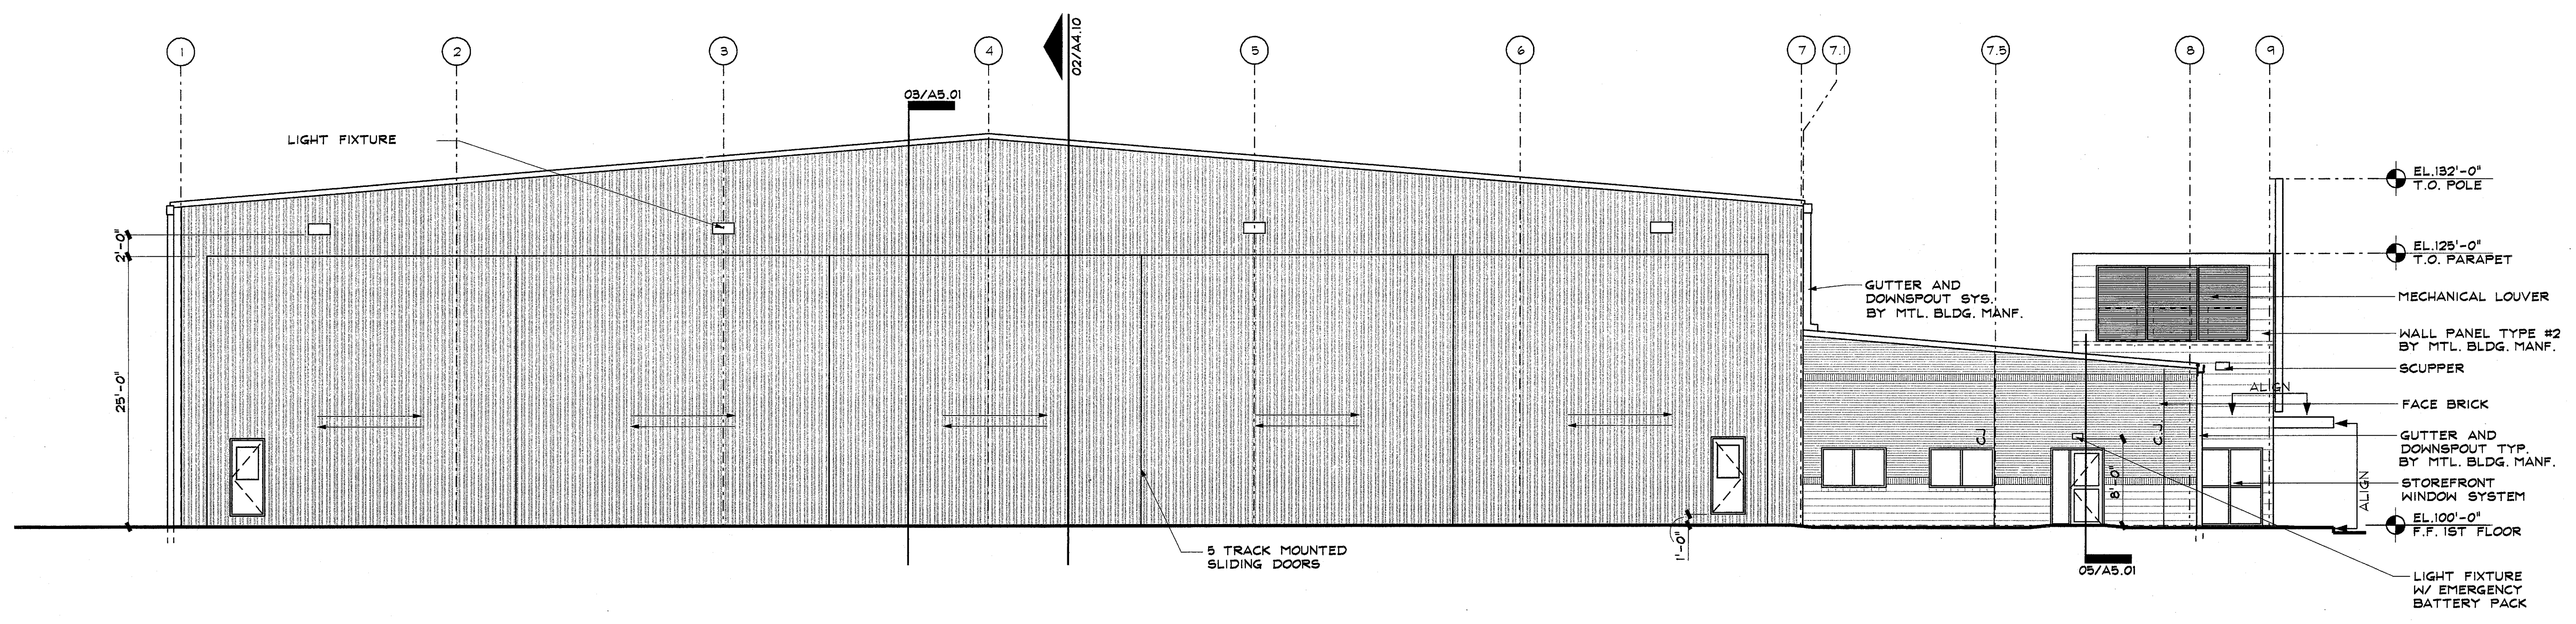 1
2
3
4
5
6
7
7.1
7.5
8
9
02/A4.10
03/A5.01
LIGHT FIXTURE
EL.132'-0"
T.O. POLE
2'-0"
EL.125'-0"
T.O. PARAPET
GUTTER AND
DOWNSPOUT SYS.
BY MTL. BLDG. MANF.
MECHANICAL LOUVER
WALL PANEL TYPE #2
BY MTL. BLDG. MANF.
SCUPPER
ALIGN
25'-0"
FACE BRICK
C.J.
C.J.
GUTTER AND
DOWNSPOUT TYP.
BY MTL. BLDG. MANF.
8'-0"
ALIGN
STOREFRONT
WINDOW SYSTEM
EL.100'-0"
F.F. 1ST FLOOR
1'-0"
5 TRACK MOUNTED
SLIDING DOORS
05/A5.01
LIGHT FIXTURE
W/ EMERGENCY
BATTERY PACK